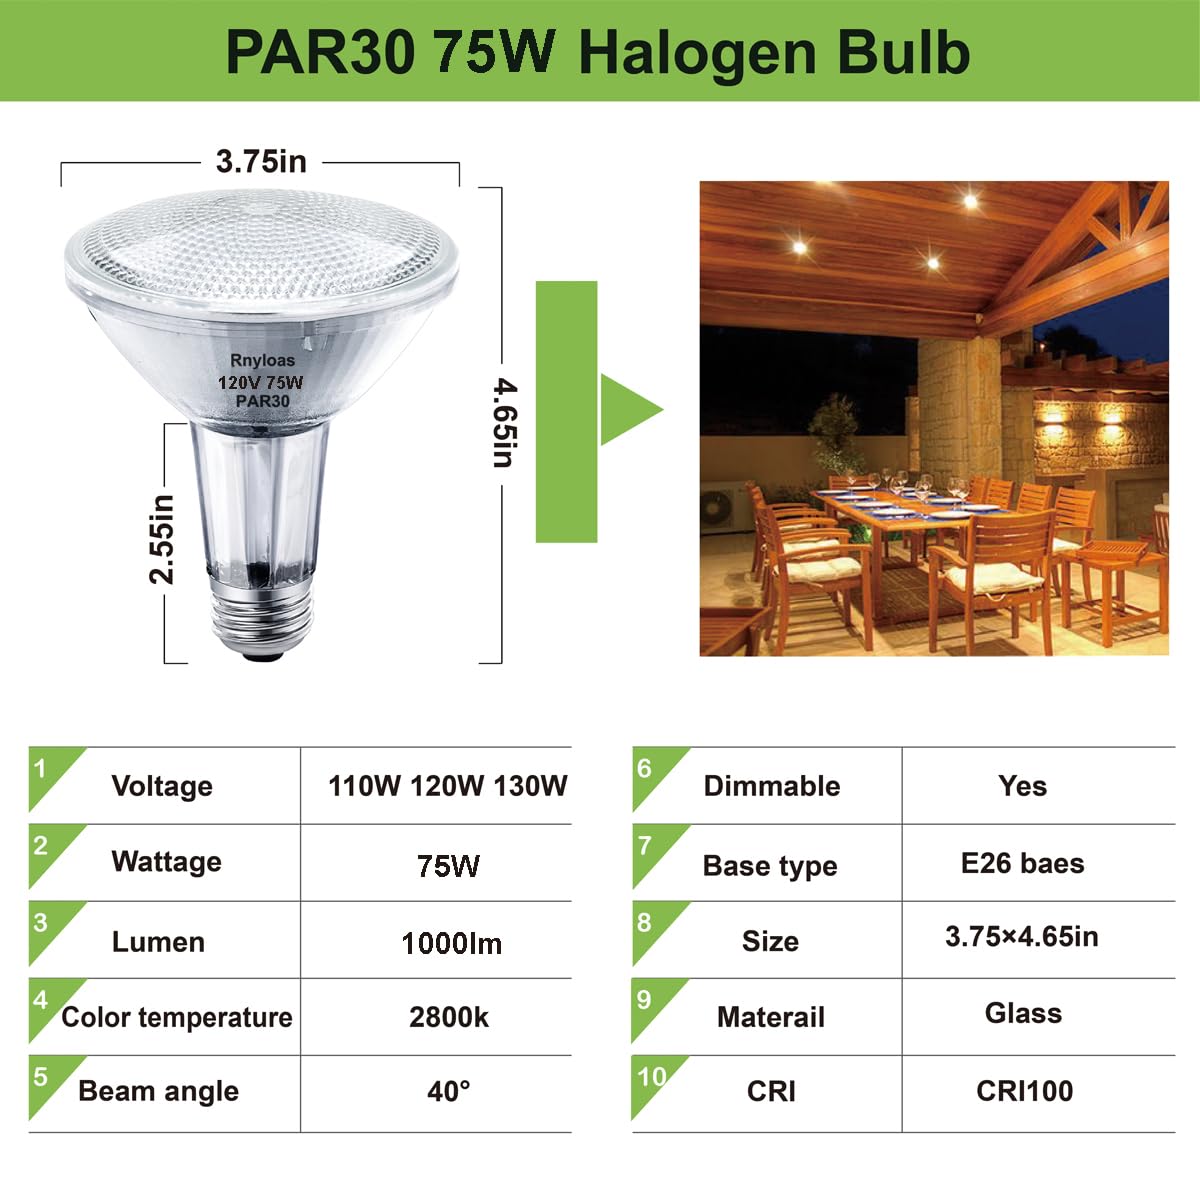 PAR30 75W Halogen Bulb
3.75in
Rnyloas
120V 75W
PAR30
4.65in
2.55in
1 Voltage 110W 120W 130W
2 Wattage 75W
3 Lumen 1000lm
4 Color temperature 2800k
5 Beam angle 40°
6 Dimmable Yes
7 Base type E26 baes
8 Size 3.75×4.65in
9 Materail Glass
10 CRI CRI100